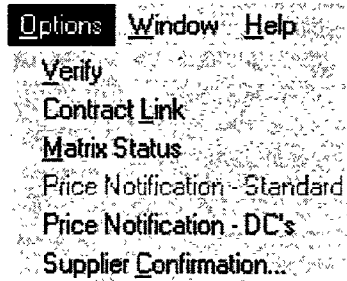 Options Window Help
Verify
Contract Link
Matrix Status
Price Notification - Standard
Price Notification - DC's
Supplier Confirmation...